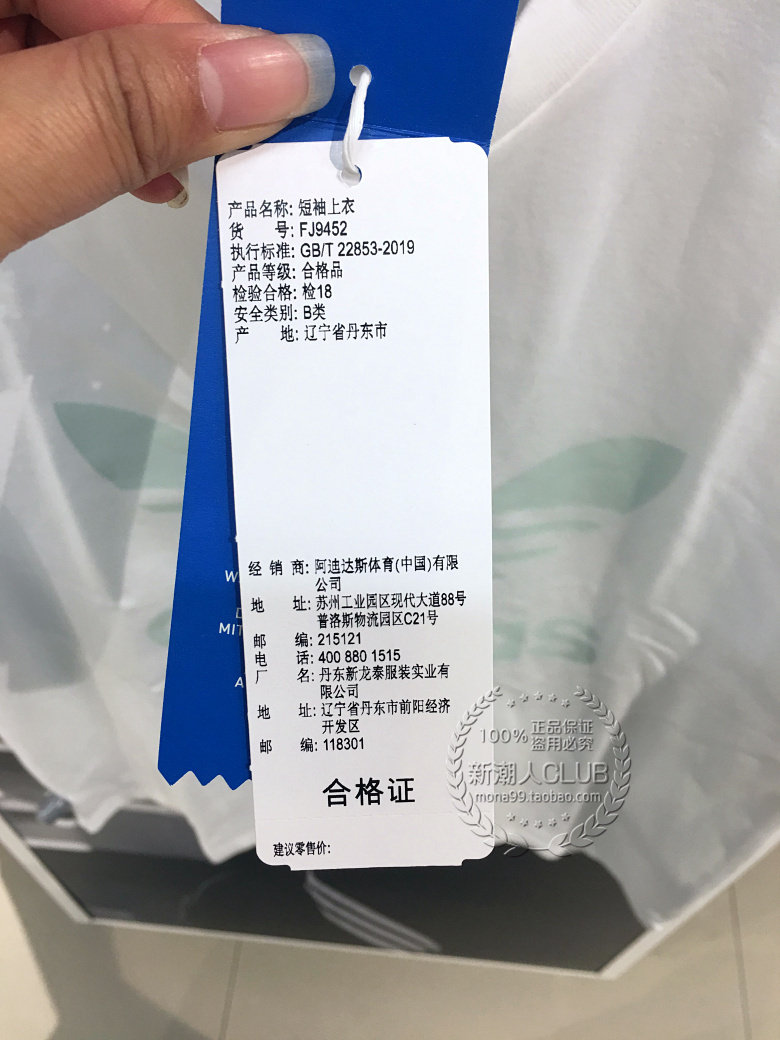 产品名称: 短袖上衣
货 号: FJ9452
执行标准: GB/T 22853-2019
产品等级: 合格品
检验合格: 检18
安全类别: B类
产 地: 辽宁省丹东市
经 销 商: 阿迪达斯体育(中国)有限
公司
地 址: 苏州工业园区现代大道88号
普洛斯物流园区C21号
邮 编: 215121
电 话: 400 880 1515
厂 名: 丹东新龙泰服装实业有
限公司
地 址: 辽宁省丹东市前阳经济
开发区
邮 编: 118301
合格证
建议零售价:
W
MIT
A
100% 正品保证
盗用必究
新潮人CLUB
mona99.taobao.com